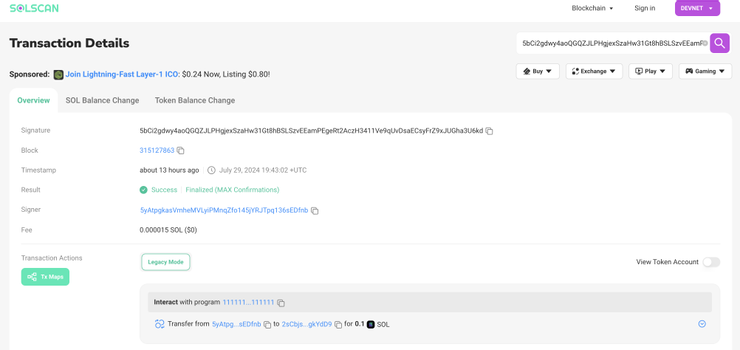 SOLSCAN
Blockchain Sign in DEVNET
Transaction Details
5bCi2gdwy4aoQGQZJLPHgjexSzaHw31Gt8hBSLSzvEEamF
Sponsored: Join Lightning-Fast Layer-1 ICO: $0.24 Now, Listing $0.80!
Buy Exchange Play Gaming
Overview SOL Balance Change Token Balance Change
Signature 5bCi2gdwy4aoQGQZJLPHgjexSzaHw31Gt8hBSLSzvEEamPEgeRt2AczH3411Ve9qUvDsaECsyFrZ9xJUGha3U6kd
Block 315127863
Timestamp about 13 hours ago July 29, 2024 19:43:02 +UTC
Result Success Finalized (MAX Confirmations)
Signer 5yAtpgkasVmheMVLyiPMnqZfo145jYRJTpq136sEDfnb
Fee 0.000015 SOL ($0)
Transaction Actions Legacy Mode View Token Account
Tx Maps
Interact with program 111111...111111
Transfer from 5yAtpg...sEDfnb to 2sCbjs...gkYdD9 for 0.1 SOL